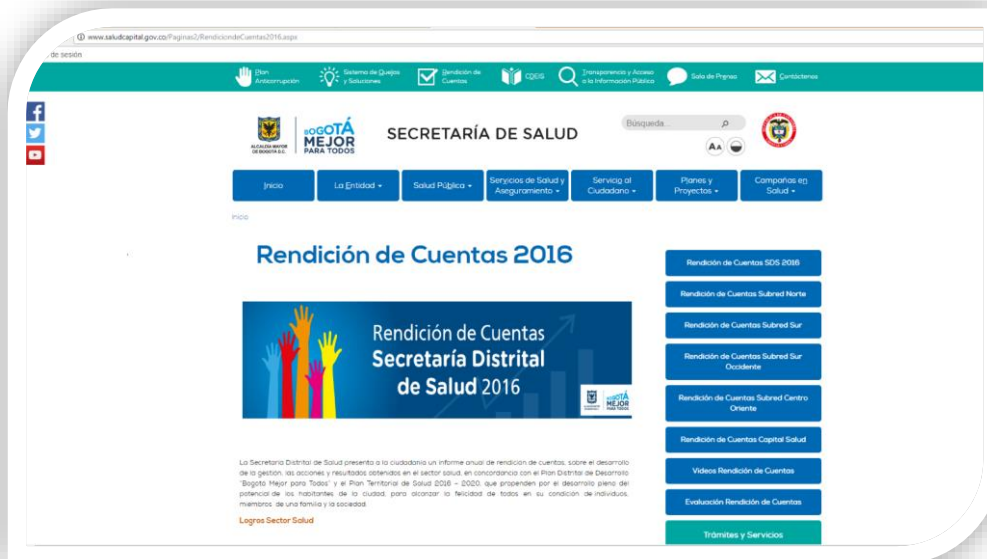 www.saludcapital.gov.co/Paginas2/RendiciondeCuentas2016.aspx
de sesión
Plan
Anticorrupción
Sistema de Quejas
y Soluciones
Rendición de
Cuentas
Transparencia y Acceso
a la Información Pública
Sala de Prensa
Contáctenos
ALCALDÍA MAYOR
DE BOGOTÁ D.C.
BOGOTÁ
MEJOR
PARA TODOS
SECRETARÍA DE SALUD
Búsqueda...
AA
Inicio
La Entidad
Salud Pública
Servicios de Salud y
Aseguramiento
Servicio al
Ciudadano
Planes y
Proyectos
Campañas en
Salud
Inicio
Rendición de Cuentas 2016
Rendición de Cuentas
Secretaría Distrital
de Salud 2016
BOGOTÁ
MEJOR
PARA TODOS
La Secretaría Distrital de Salud presenta a la ciudadanía un informe anual de rendición de cuentas, sobre el desarrollo
de la gestión, las acciones y resultados obtenidos en el sector salud, en concordancia con el Plan Distrital de Desarrollo
"Bogotá Mejor para Todos" y el Plan Territorial de Salud 2016 – 2020, que propenden por el desarrollo pleno del
potencial de los habitantes de la ciudad, para alcanzar la felicidad de todos en su condición de individuos,
miembros de una familia y la sociedad.
Logros Sector Salud
Rendición de Cuentas SDS 2016
Rendición de Cuentas Subred Norte
Rendición de Cuentas Subred Sur
Rendición de Cuentas Subred Sur
Occidente
Rendición de Cuentas Subred Centro
Oriente
Rendición de Cuentas Capital Salud
Videos Rendición de Cuentas
Evaluación Rendición de Cuentas
Trámites y Servicios